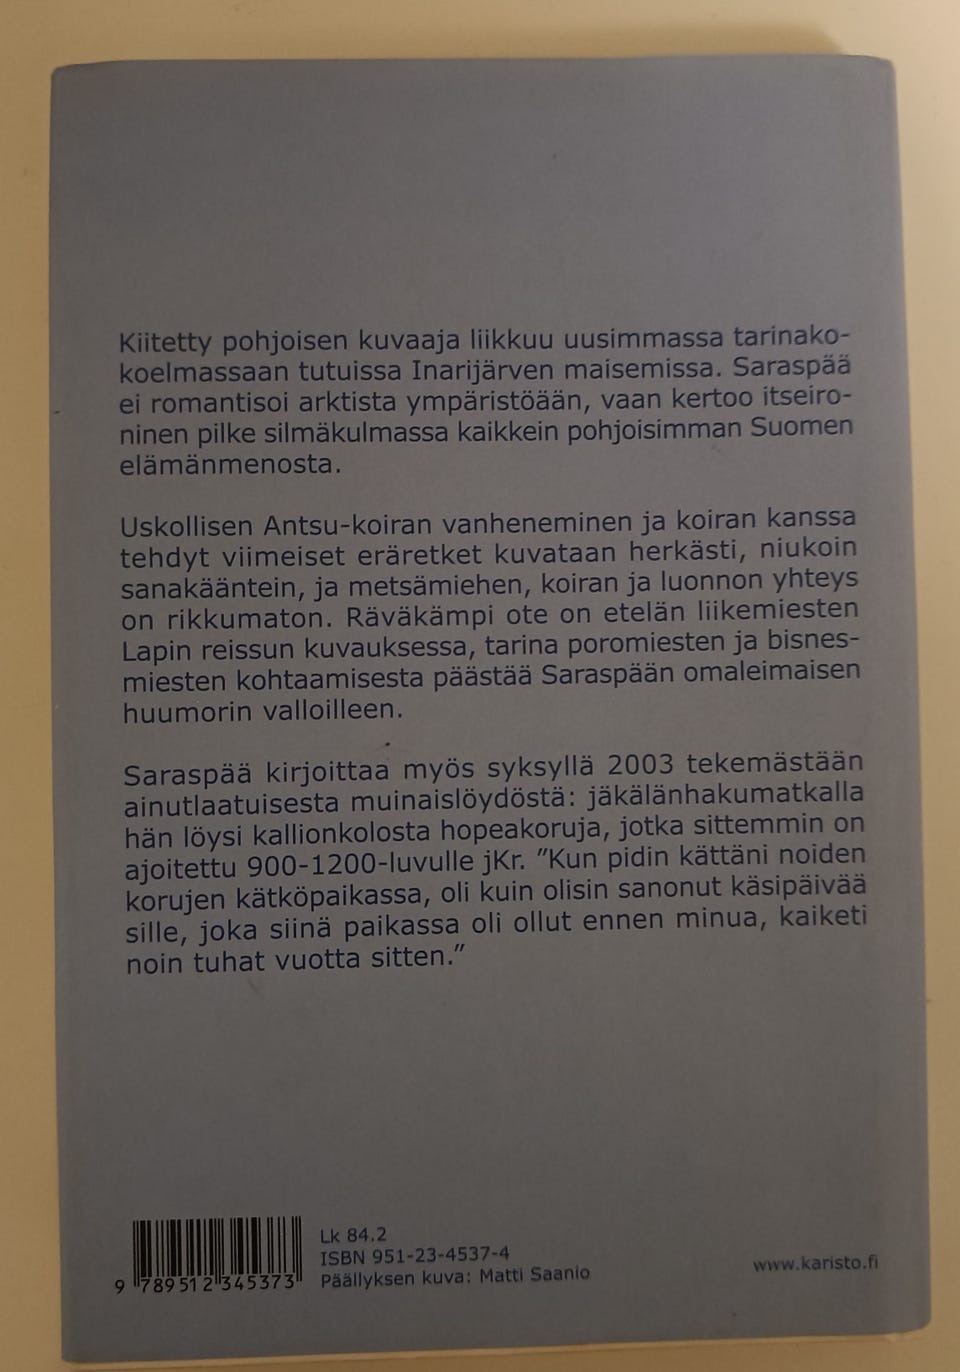 Kiitetty pohjoisen kuvaaja liikkuu uusimmassa tarinako-
koelmassaan tutuissa Inarijärven maisemissa. Saraspää
ei romantisoi arktista ympäristöään, vaan kertoo itseiro-
ninen pilke silmäkulmassa kaikkein pohjoisimman Suomen
elämänmenosta.
Uskollisen Antsu-koiran vanheneminen ja koiran kanssa
tehdyt viimeiset eräretket kuvataan herkästi, niukoin
sanakääntein, ja metsämiehen, koiran ja luonnon yhteys
on rikkumaton. Räväkämpi ote on etelän liikemiesten
Lapin reissun kuvauksessa, tarina poromiesten ja bisnes-
miesten kohtaamisesta päästää Saraspään omaleimaisen
huumorin valloilleen.
Saraspää kirjoittaa myös syksyllä 2003 tekemästään
ainutlaatuisesta muinaislöydöstä: jäkälänhakumatkalla
hän löysi kallionkolosta hopeakoruja, jotka sittemmin on
ajoitettu 900-1200-luvulle jKr. ”Kun pidin kättäni noiden
korujen kätköpaikassa, oli kuin olisin sanonut käsipäivää
sille, joka siinä paikassa oli ollut ennen minua, kaiketi
noin tuhat vuotta sitten.”
Lk 84.2
ISBN 951-23-4537-4
Päällyksen kuva: Matti Saanio
www.karisto.fi
9 789512 345373